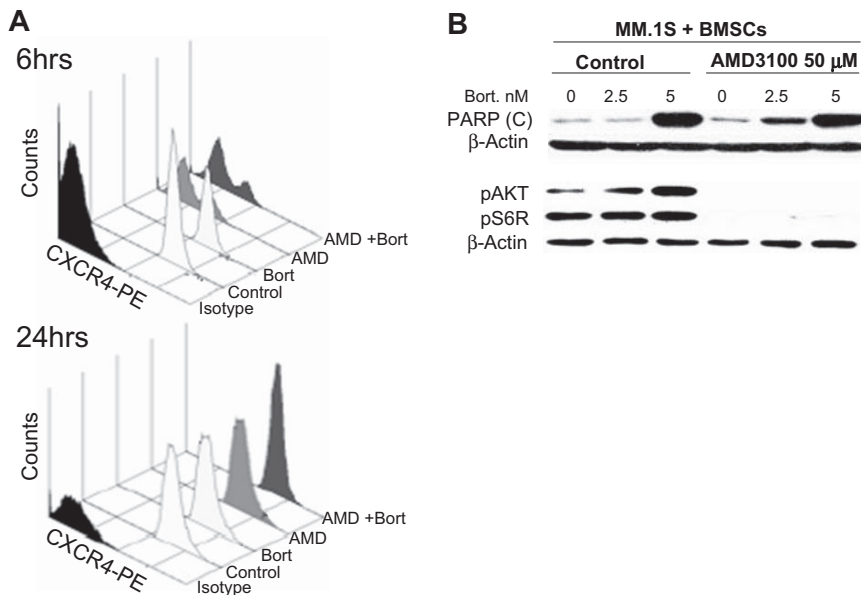 A
6hrs
Counts
CXCR4-PE
AMD +Bort
AMD
Bort
Control
Isotype
24hrs
Counts
CXCR4-PE
AMD +Bort
AMD
Bort
Control
Isotype
B
MM.1S + BMSCs
Control AMD3100 50 μM
Bort. nM 0 2.5 5 0 2.5 5
PARP (C)
β-Actin
pAKT
pS6R
β-Actin